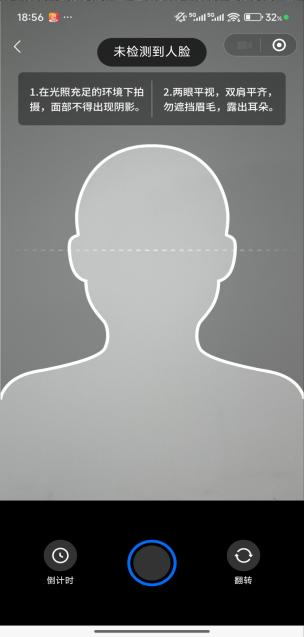 18:56 ··· 5G 5G 32%
未检测到人脸
1.在光照充足的环境下拍
摄，面部不得出现阴影。
2.两眼平视，双肩平齐，
勿遮挡眉毛，露出耳朵。
倒计时
翻转